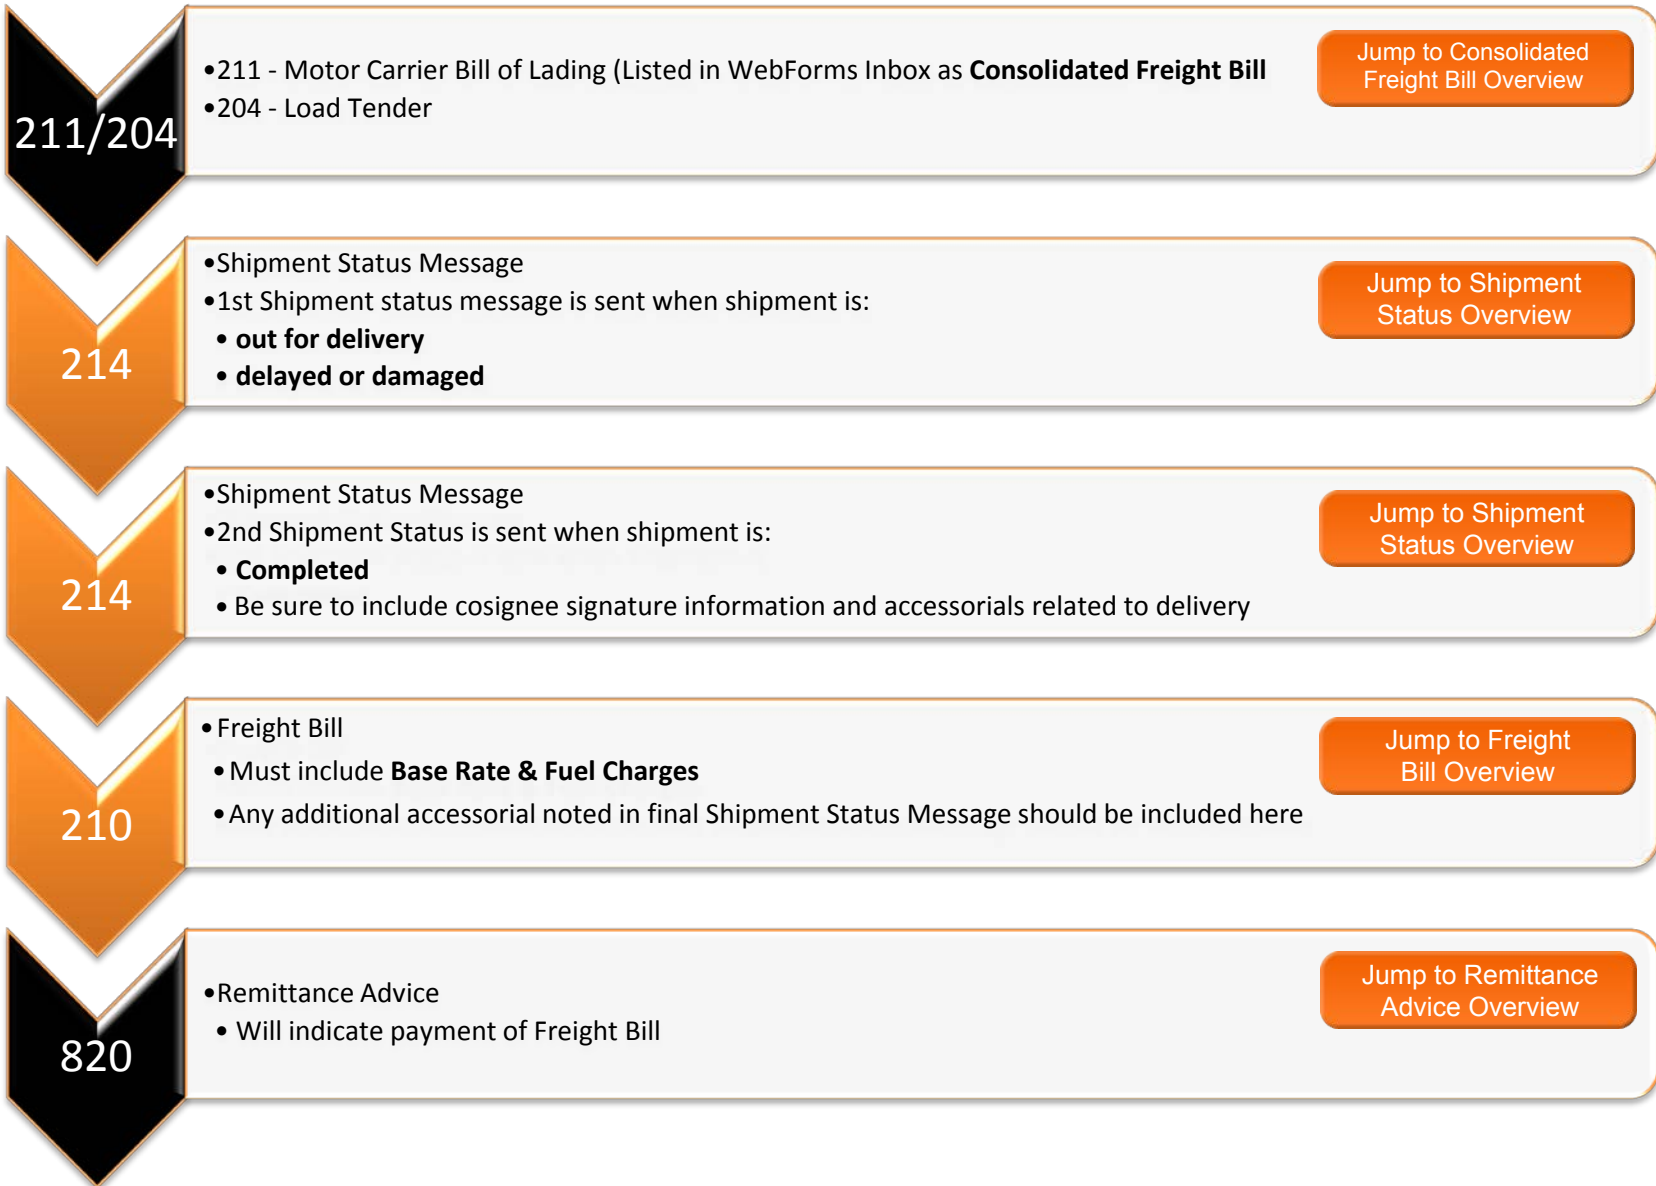 211/204
•211 - Motor Carrier Bill of Lading (Listed in WebForms Inbox as Consolidated Freight Bill
•204 - Load Tender
Jump to Consolidated
Freight Bill Overview
214
•Shipment Status Message
•1st Shipment status message is sent when shipment is:
• out for delivery
• delayed or damaged
Jump to Shipment
Status Overview
214
•Shipment Status Message
•2nd Shipment Status is sent when shipment is:
• Completed
• Be sure to include cosignee signature information and accessorials related to delivery
Jump to Shipment
Status Overview
210
•Freight Bill
•Must include Base Rate & Fuel Charges
•Any additional accessorial noted in final Shipment Status Message should be included here
Jump to Freight
Bill Overview
820
•Remittance Advice
• Will indicate payment of Freight Bill
Jump to Remittance
Advice Overview